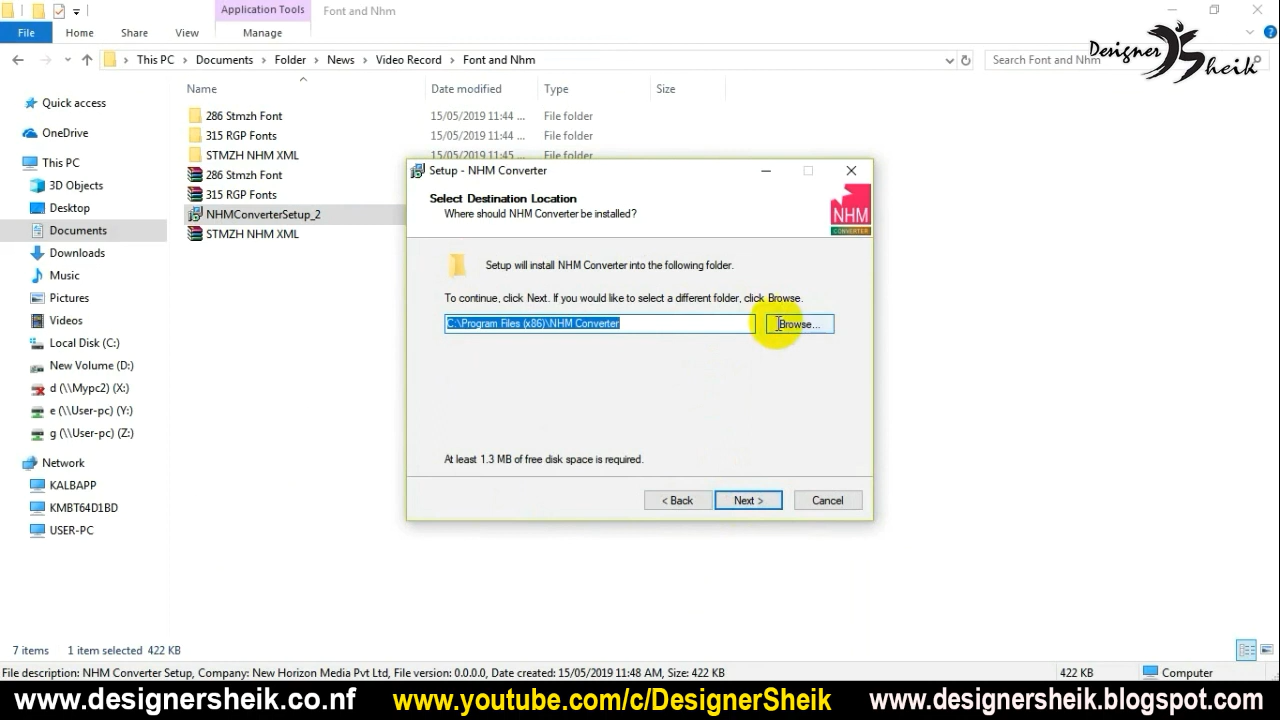 Application Tools
Font and Nhm
File
Home
Share
View
Manage
This PC
Documents
Folder
News
Video Record
Font and Nhm
Search Font and Nhm
Designer
Sheik
Name
Date modified
Type
Size
Quick access
OneDrive
This PC
3D Objects
Desktop
Documents
Downloads
Music
Pictures
Videos
Local Disk (C:)
New Volume (D:)
d (\\Mypc2) (X:)
e (\\User-pc) (Y:)
g (\\User-pc) (Z:)
Network
KALBAPP
KMBT64D1BD
USER-PC
286 Stmzh Font
15/05/2019 11:44 ...
File folder
315 RGP Fonts
15/05/2019 11:44 ...
File folder
STMZH NHM XML
15/05/2019 11:45 ...
File folder
286 Stmzh Font
315 RGP Fonts
NHMConverterSetup_2
STMZH NHM XML
Setup - NHM Converter
Select Destination Location
Where should NHM Converter be installed?
NHM
CONVERTER
Setup will install NHM Converter into the following folder.
To continue, click Next. If you would like to select a different folder, click Browse.
C:\Program Files (x86)\NHM Converter
Browse...
At least 1.3 MB of free disk space is required.
< Back
Next >
Cancel
7 items
1 item selected 422 KB
File description: NHM Converter Setup, Company: New Horizon Media Pvt Ltd, File version: 0.0.0.0, Date created: 15/05/2019 11:48 AM, Size: 422 KB
422 KB
Computer
www.designersheik.co.nf
www.youtube.com/c/DesignerSheik
www.designersheik.blogspot.com